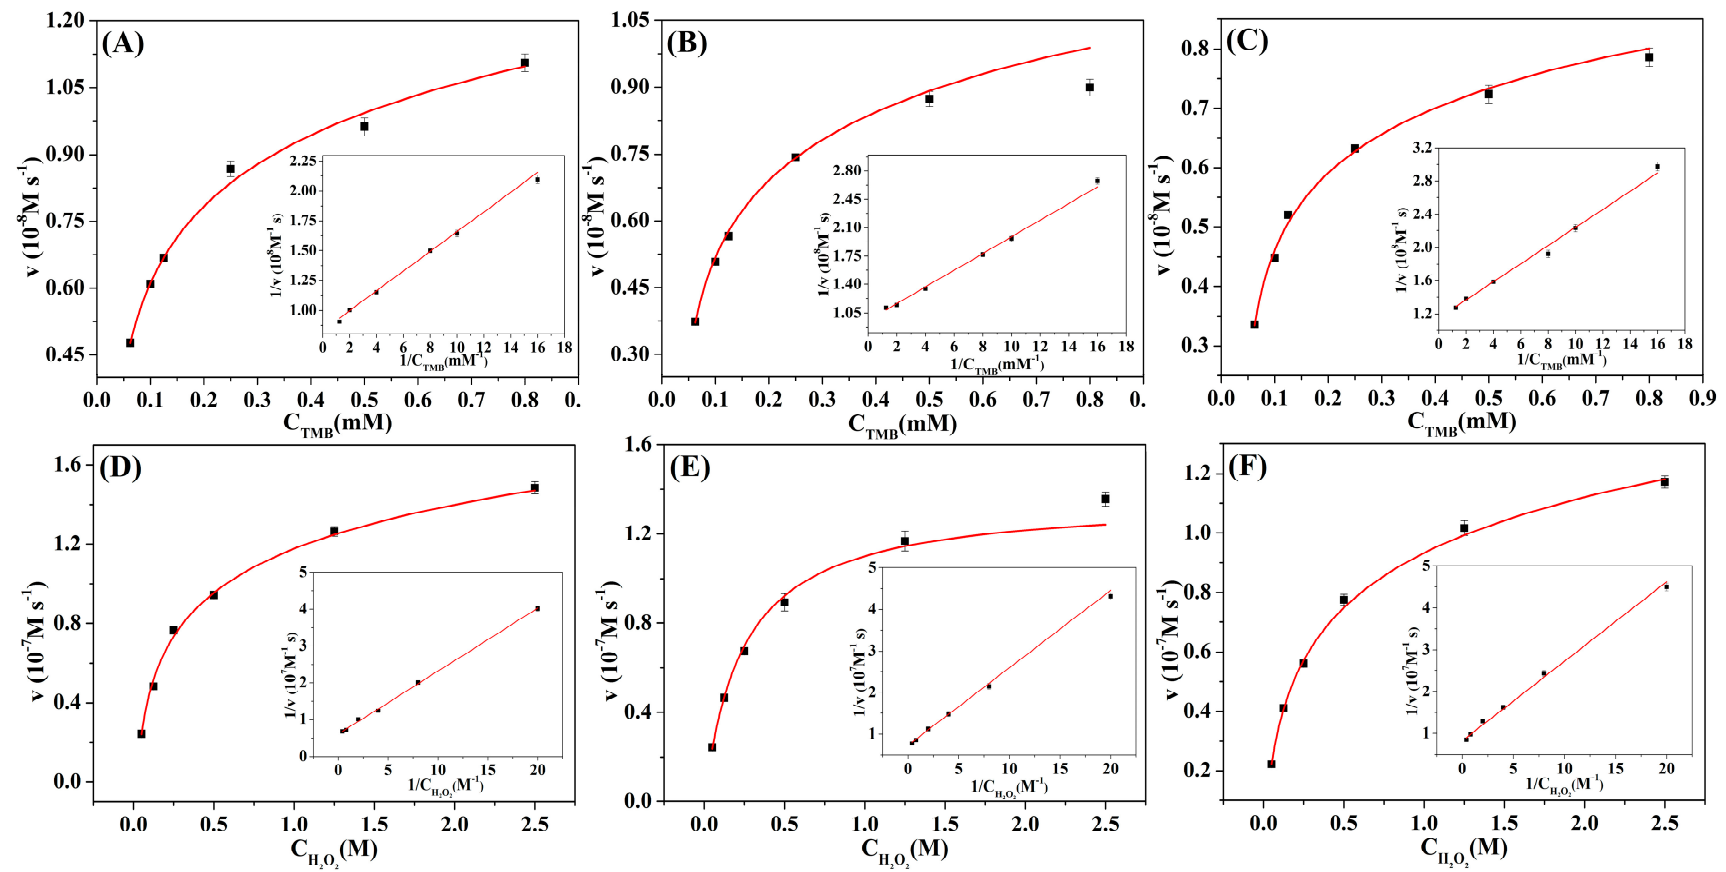 (A)
v (10⁻⁸M s⁻¹)
1.20
1.05
0.90
0.75
0.60
0.45
0.0 0.1 0.2 0.3 0.4 0.5 0.6 0.7 0.8 0.
C_TMB(mM)
1/v (10⁸M⁻¹ s)
2.25
2.00
1.75
1.50
1.25
1.00
2 4 6 8 10 12 14 16 18
1/C_TMB(mM⁻¹)
(B)
v (10⁻⁸M s⁻¹)
1.05
0.90
0.75
0.60
0.45
0.30
0.0 0.1 0.2 0.3 0.4 0.5 0.6 0.7 0.8 0.
C_TMB(mM)
1/v (10⁸M⁻¹ s)
2.80
2.45
2.10
1.75
1.40
1.05
2 4 6 8 10 12 14 16 18
1/C_TMB(mM⁻¹)
(C)
v (10⁻⁸M s⁻¹)
0.8
0.7
0.6
0.5
0.4
0.3
0.0 0.1 0.2 0.3 0.4 0.5 0.6 0.7 0.8 0.9
C_TMB(mM)
1/v (10⁸M⁻¹ s)
3.2
2.8
2.4
2.0
1.6
1.2
2 4 6 8 10 12 14 16 18
1/C_TMB(mM⁻¹)
(D)
v (10⁻⁷M s⁻¹)
1.6
1.2
0.8
0.4
0.0
0.0 0.5 1.0 1.5 2.0 2.5
C_H₂O₂(M)
1/v (10⁷M⁻¹ s)
5
4
3
2
1
0
0 5 10 15 20
1/C_H₂O₂(M⁻¹)
(E)
v (10⁻⁷M s⁻¹)
1.6
1.2
0.8
0.4
0.0
0.0 0.5 1.0 1.5 2.0 2.5
C_H₂O₂(M)
1/v (10⁷M⁻¹ s)
5
4
3
2
1
0 5 10 15 20
1/C_H₂O₂(M⁻¹)
(F)
v (10⁻⁷M s⁻¹)
1.2
1.0
0.8
0.6
0.4
0.2
0.0 0.5 1.0 1.5 2.0 2.5
C_H₂O₂(M)
1/v (10⁷M⁻¹ s)
5
4
3
2
1
0 5 10 15 20
1/C_H₂O₂(M⁻¹)